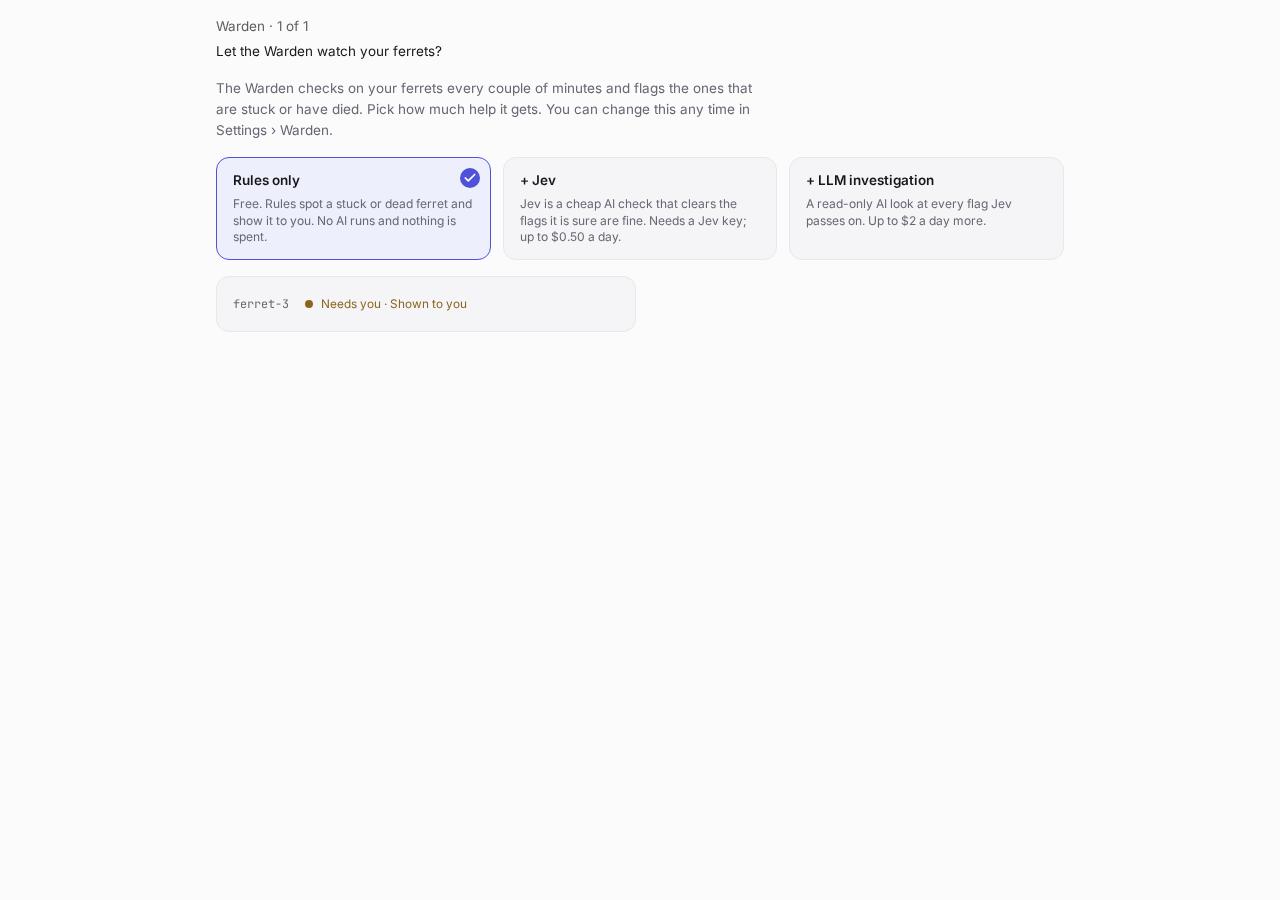 Warden · 1 of 1
Let the Warden watch your ferrets?
The Warden checks on your ferrets every couple of minutes and flags the ones that
are stuck or have died. Pick how much help it gets. You can change this any time in
Settings › Warden.
Rules only
Free. Rules spot a stuck or dead ferret and
show it to you. No AI runs and nothing is
spent.
+ Jev
Jev is a cheap AI check that clears the
flags it is sure are fine. Needs a Jev key;
up to $0.50 a day.
+ LLM investigation
A read-only AI look at every flag Jev
passes on. Up to $2 a day more.
ferret-3 Needs you · Shown to you